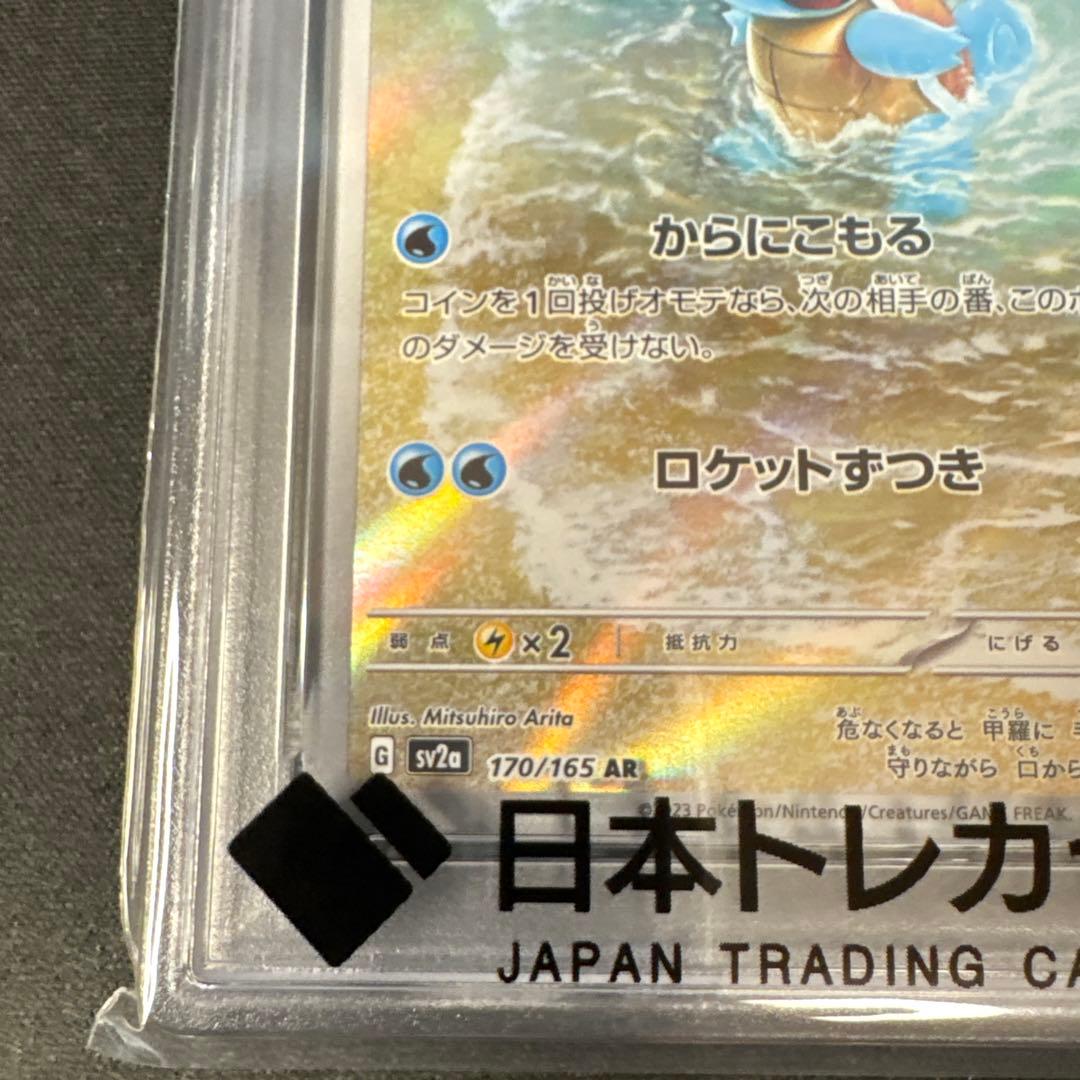 からにこもる
コインを1回投げオモテなら、次の相手の番、この
のダメージを受けない。
ロケットずつき
弱点 ×2 抵抗力 にげる
Illus. Mitsuhiro Arita
G sv2a 170/165 AR
危なくなると 甲羅に
守りながら 口から
©2023 Pokémon/Nintendo/Creatures/GAME FREAK.
日本トレカ
JAPAN TRADING CA